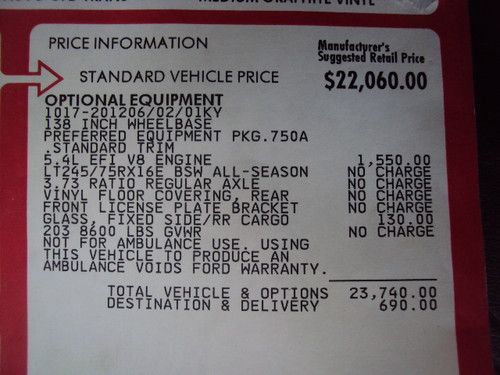 MEDIUM GRAPHITE VINYL
PRICE INFORMATION
Manufacturer's
Suggested Retail Price
STANDARD VEHICLE PRICE $22,060.00
OPTIONAL EQUIPMENT
1017-201206/02/01KY
138 INCH WHEELBASE
PREFERRED EQUIPMENT PKG.750A
.STANDARD TRIM
5.4L EFI V8 ENGINE 1,550.00
LT245/75RX16E BSW ALL-SEASON NO CHARGE
3.73 RATIO REGULAR AXLE NO CHARGE
VINYL FLOOR COVERING, REAR NO CHARGE
FRONT LICENSE PLATE BRACKET NO CHARGE
GLASS, FIXED SIDE/RR CARGO 130.00
203 8600 LBS GVWR NO CHARGE
NOT FOR AMBULANCE USE. USING
THIS VEHICLE TO PRODUCE AN
AMBULANCE VOIDS FORD WARRANTY.
TOTAL VEHICLE & OPTIONS 23,740.00
DESTINATION & DELIVERY 690.00